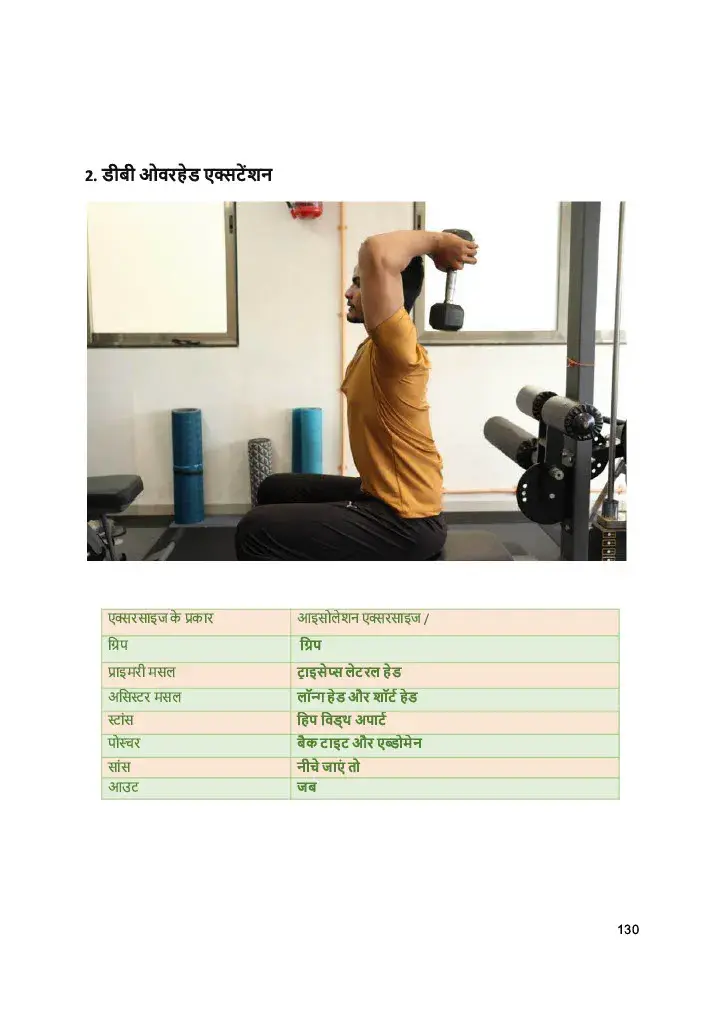 2. डीबी ओवरहेड एक्सटेंशन
एक्सरसाइज के प्रकार आइसोलेशन एक्सरसाइज /
ग्रिप ग्रिप
प्राइमरी मसल ट्राइसेप्स लेटरल हेड
असिस्टर मसल लॉन्ग हेड और शॉर्ट हेड
स्टांस हिप विड्थ अपार्ट
पोस्चर बैक टाइट और एब्डोमेन
सांस नीचे जाएं तो
आउट जब
130